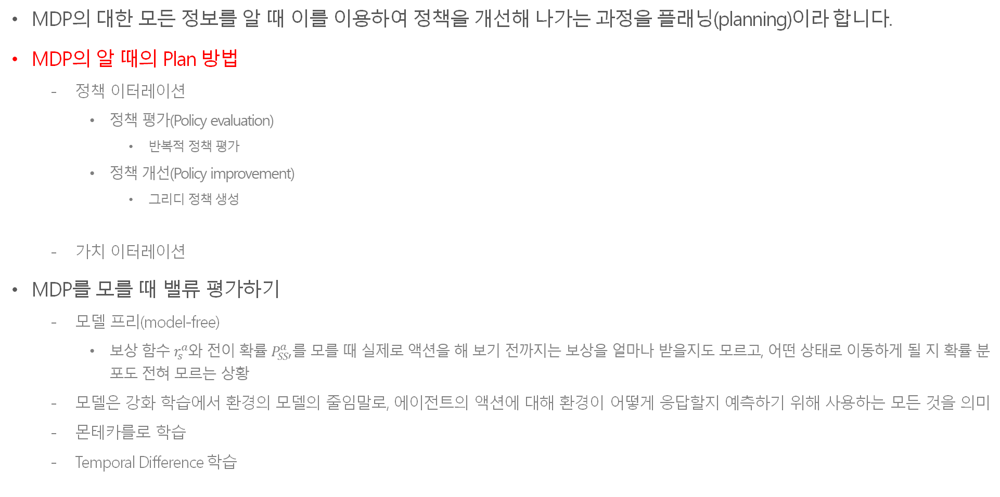 • MDP의 대한 모든 정보를 알 때 이를 이용하여 정책을 개선해 나가는 과정을 플래닝(planning)이라 합니다.
• MDP의 알 때의 Plan 방법
- 정책 이터레이션
• 정책 평가(Policy evaluation)
• 반복적 정책 평가
• 정책 개선(Policy improvement)
• 그리디 정책 생성
- 가치 이터레이션
• MDP를 모를 때 밸류 평가하기
- 모델 프리(model-free)
• 보상 함수 $r_s^a$와 전이 확률 $P_{SS'}^a$를 모를 때 실제로 액션을 해 보기 전까지는 보상을 얼마나 받을지도 모르고, 어떤 상태로 이동하게 될 지 확률 분
포도 전혀 모르는 상황
- 모델은 강화 학습에서 환경의 모델의 줄임말로, 에이전트의 액션에 대해 환경이 어떻게 응답할지 예측하기 위해 사용하는 모든 것을 의미
- 몬테카를로 학습
- Temporal Difference 학습